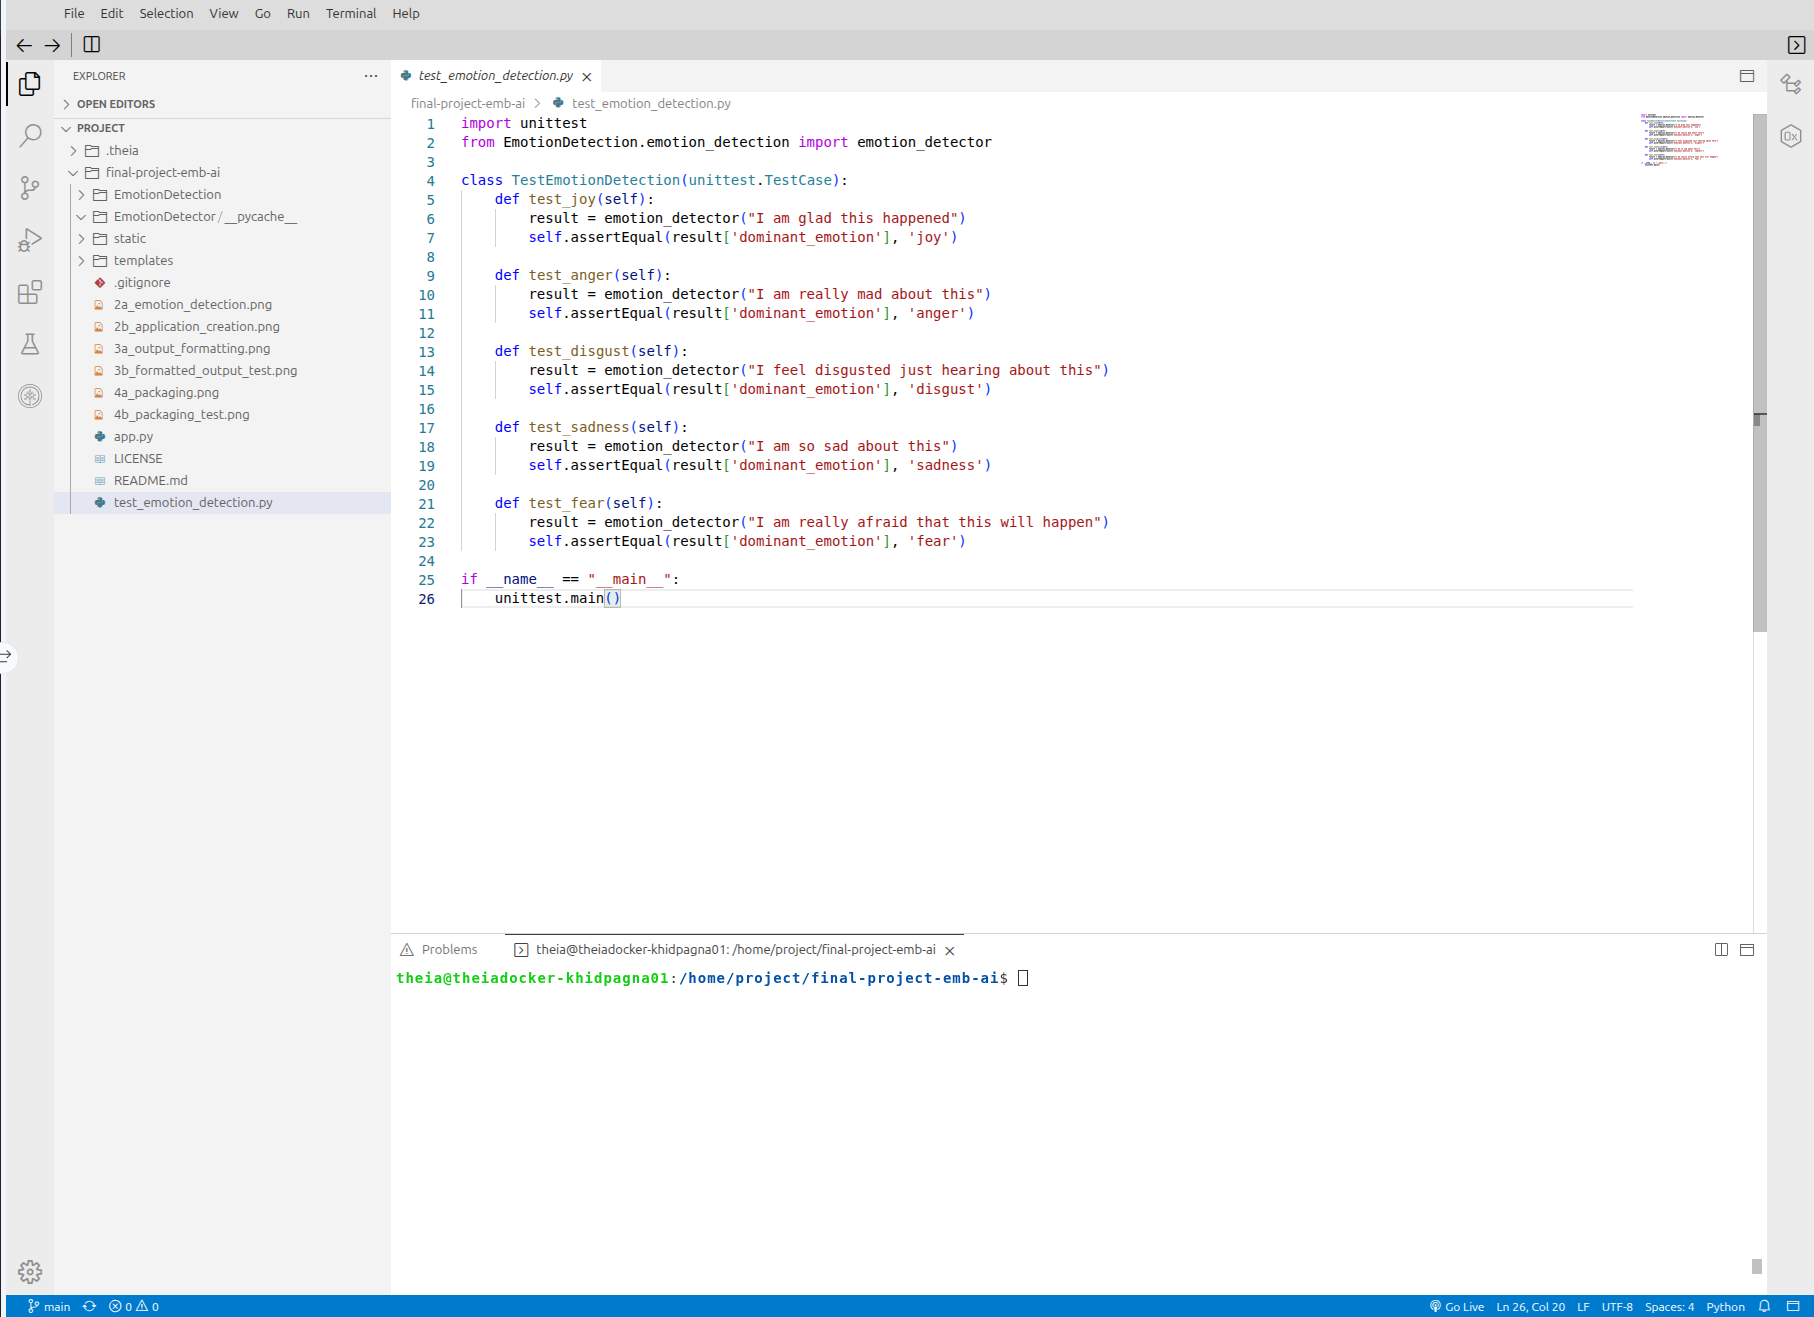 File Edit Selection View Go Run Terminal Help
EXPLORER
OPEN EDITORS
PROJECT
.theia
final-project-emb-ai
EmotionDetection
EmotionDetector/__pycache__
static
templates
.gitignore
2a_emotion_detection.png
2b_application_creation.png
3a_output_formatting.png
3b_formatted_output_test.png
4a_packaging.png
4b_packaging_test.png
app.py
LICENSE
README.md
test_emotion_detection.py
test_emotion_detection.py
final-project-emb-ai > test_emotion_detection.py
1 import unittest
2 from EmotionDetection.emotion_detection import emotion_detector
3
4 class TestEmotionDetection(unittest.TestCase):
5     def test_joy(self):
6         result = emotion_detector("I am glad this happened")
7         self.assertEqual(result['dominant_emotion'], 'joy')
8
9     def test_anger(self):
10         result = emotion_detector("I am really mad about this")
11         self.assertEqual(result['dominant_emotion'], 'anger')
12
13     def test_disgust(self):
14         result = emotion_detector("I feel disgusted just hearing about this")
15         self.assertEqual(result['dominant_emotion'], 'disgust')
16
17     def test_sadness(self):
18         result = emotion_detector("I am so sad about this")
19         self.assertEqual(result['dominant_emotion'], 'sadness')
20
21     def test_fear(self):
22         result = emotion_detector("I am really afraid that this will happen")
23         self.assertEqual(result['dominant_emotion'], 'fear')
24
25 if __name__ == "__main__":
26     unittest.main()
0x
Problems theia@theiadocker-khidpagna01: /home/project/final-project-emb-ai
theia@theiadocker-khidpagna01:/home/project/final-project-emb-ai$
main 0 0 Go Live Ln 26, Col 20 LF UTF-8 Spaces: 4 Python